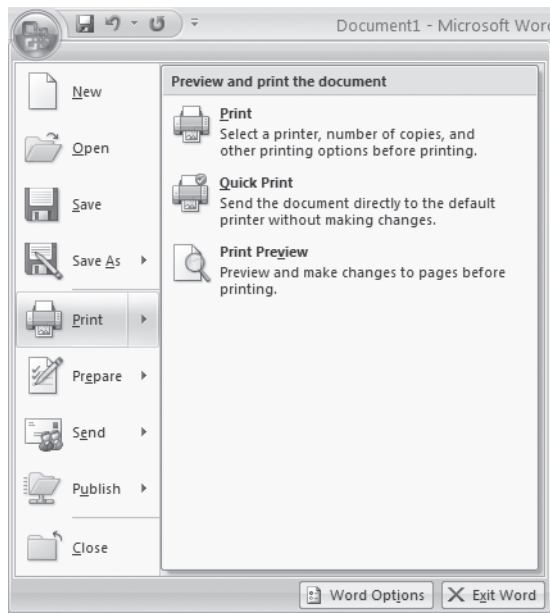 Document1 - Microsoft Wor
New
Open
Save
Save As
Print
Prepare
Send
Publish
Close
Preview and print the document
Print
Select a printer, number of copies, and
other printing options before printing.
Quick Print
Send the document directly to the default
printer without making changes.
Print Preview
Preview and make changes to pages before
printing.
Word Options
Exit Word